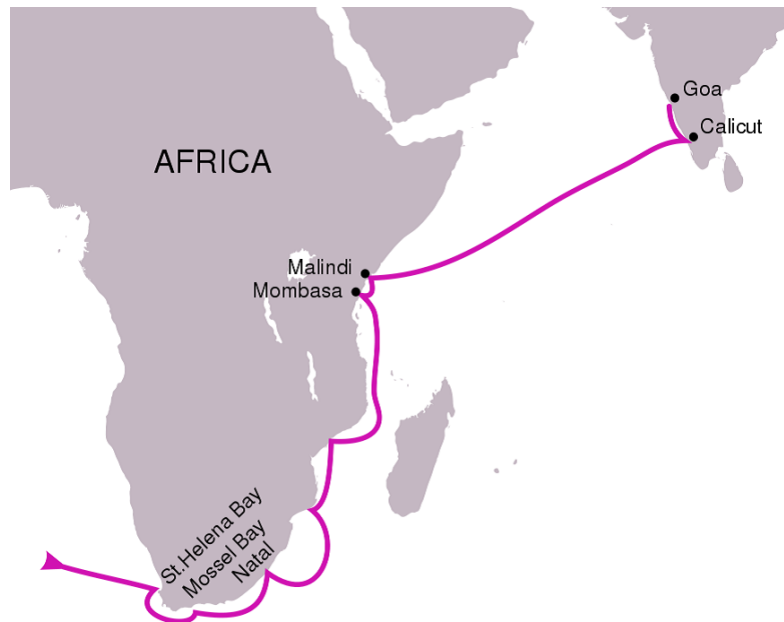 Goa
Calicut
AFRICA
Malindi
Mombasa
St.Helena Bay
Mossel Bay
Natal